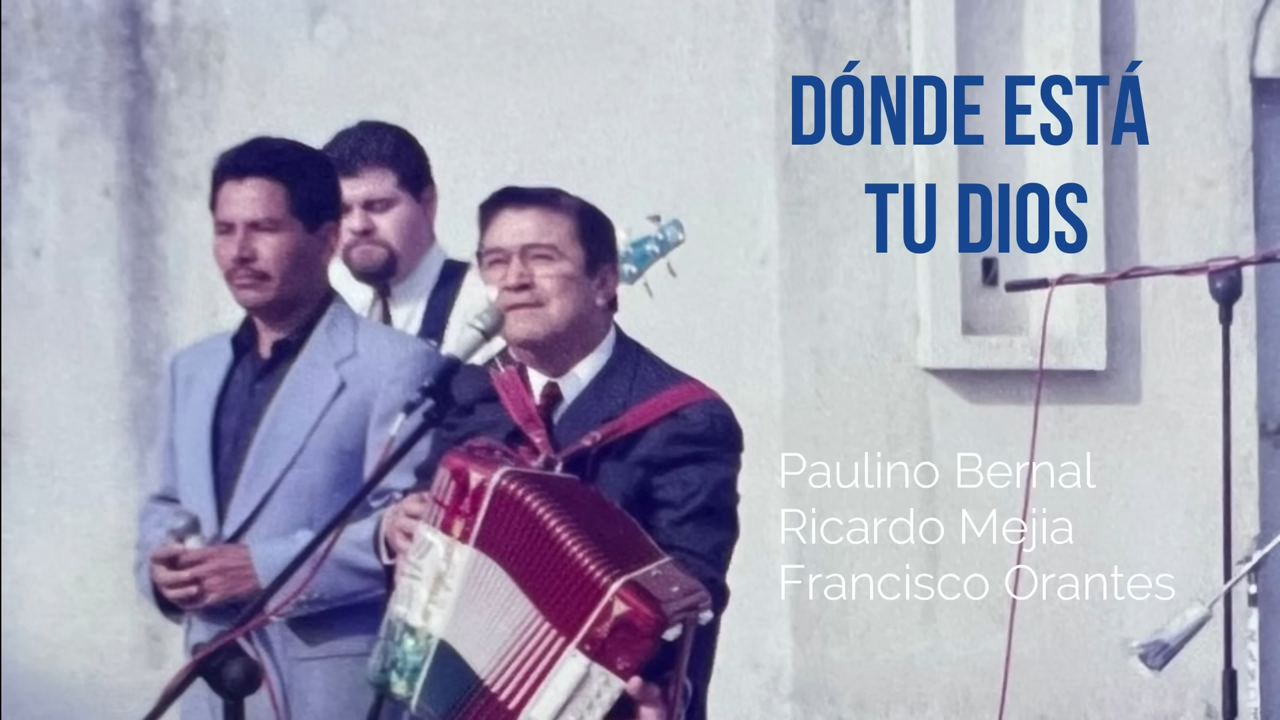 DÓNDE ESTÁ
TU DIOS
Paulino Bernal
Ricardo Mejia
Francisco Orantes